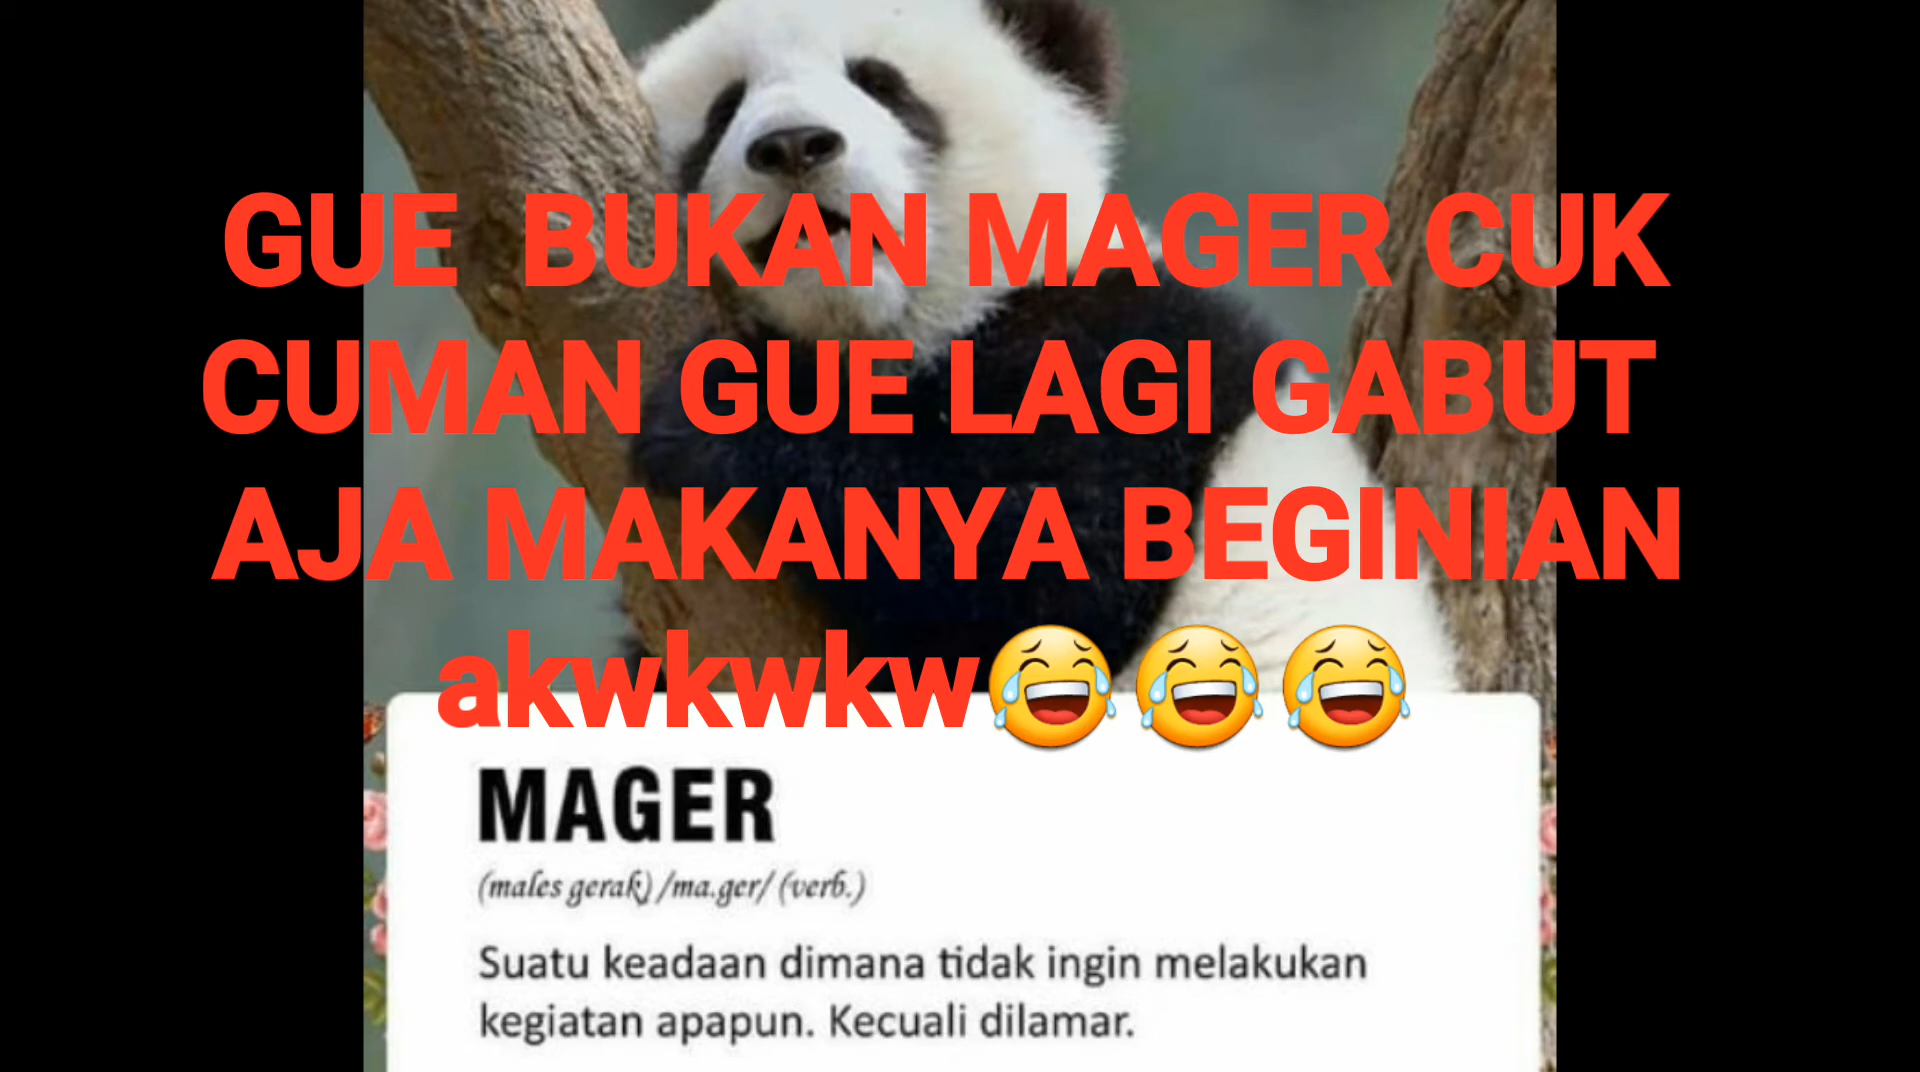 GUE BUKAN MAGER CUK
CUMAN GUE LAGI GABUT
AJA MAKANYA BEGINIAN
akwkwkw😂😂😂
MAGER
(males gerak) /ma.ger/ (verb.)
Suatu keadaan dimana tidak ingin melakukan
kegiatan apapun. Kecuali dilamar.